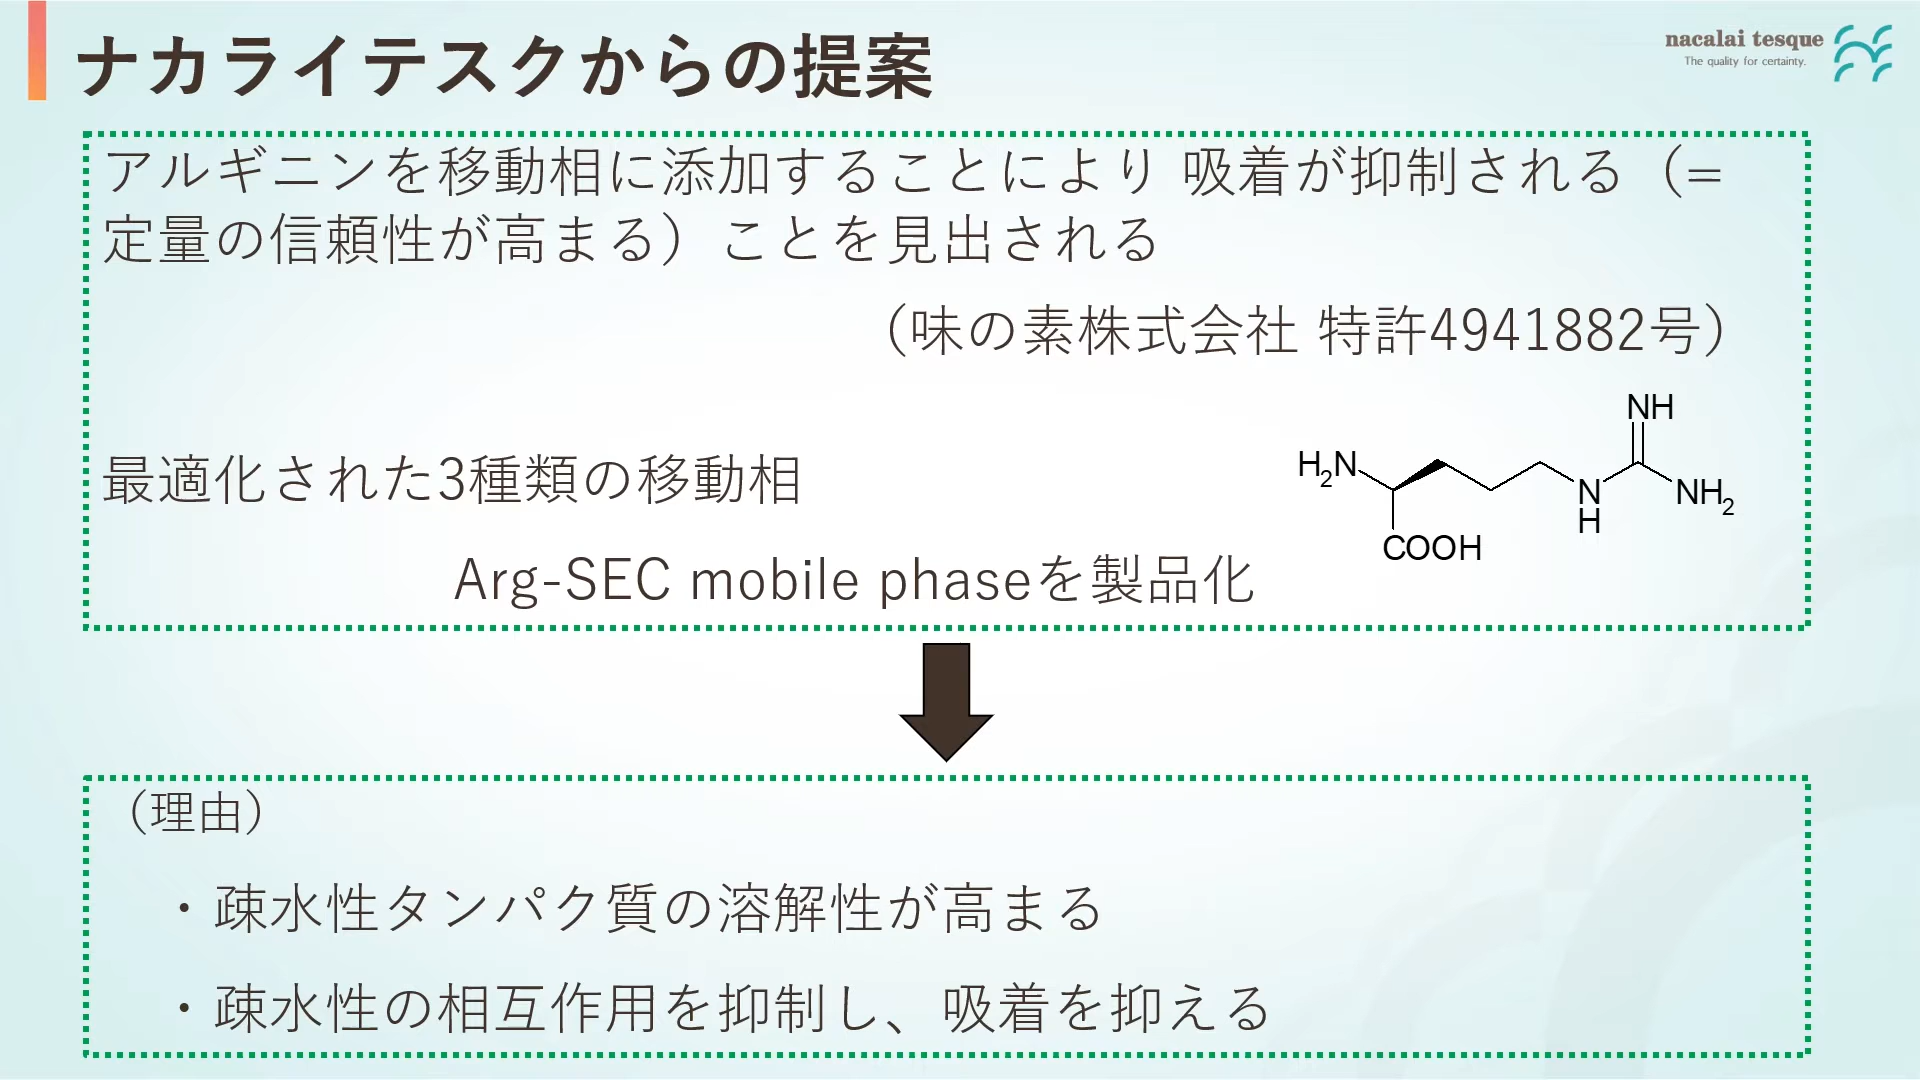 ナカライテスクからの提案
nacalai tesque
The quality for certainty.
アルギニンを移動相に添加することにより 吸着が抑制される（=
定量の信頼性が高まる）ことを見出される
（味の素株式会社 特許4941882号）
最適化された3種類の移動相
Arg-SEC mobile phaseを製品化
NH
H2N
N
H
NH2
COOH
（理由）
・疎水性タンパク質の溶解性が高まる
・疎水性の相互作用を抑制し、吸着を抑える